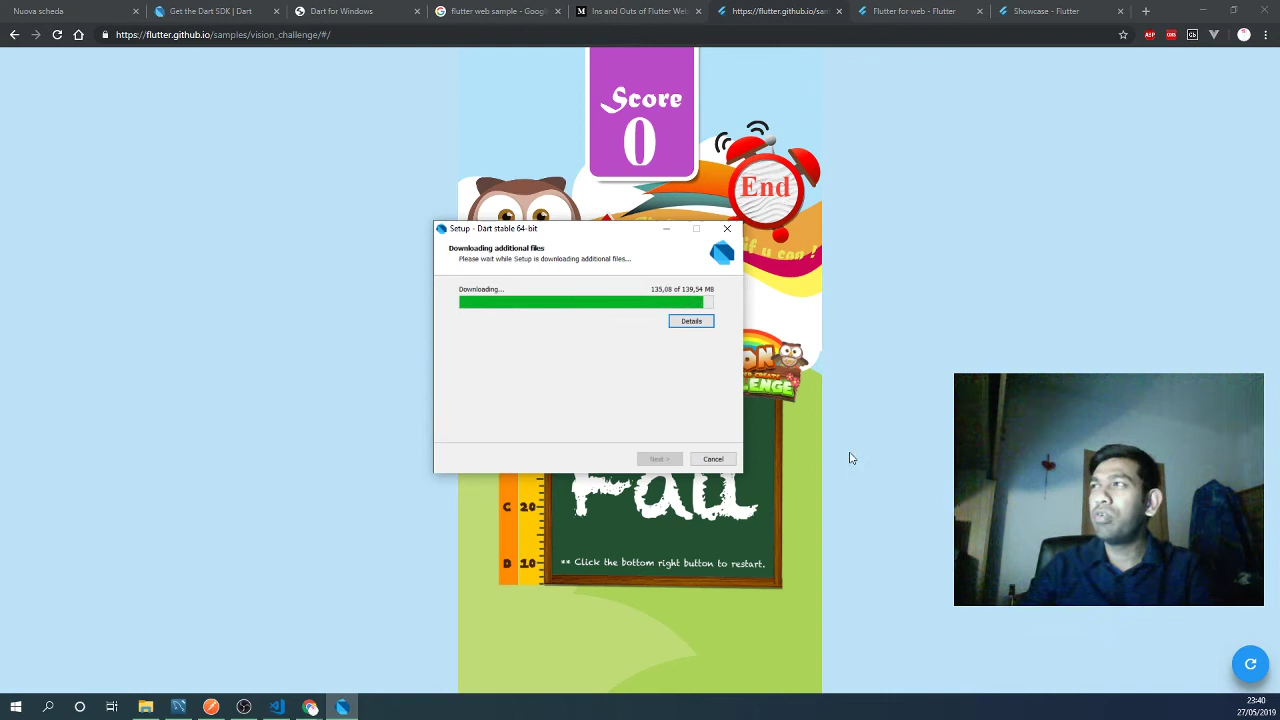 Nuova scheda
Get the Dart SDK | Dart
Dart for Windows
flutter web sample - Goog
Ins and Outs of Flutter We
https://flutter.github.io/sam
Flutter for web - Flutter
Showcase - Flutter
https://flutter.github.io/samples/vision_challenge/#/
Score
0
End
Setup - Dart stable 64-bit
Downloading additional files
Please wait while Setup is downloading additional files...
if u can !
Downloading...
135,08 of 139,54 MB
Details
LENGE
Next >
Cancel
Fail
C 20
D 10
** Click the bottom right button to restart.
23:40
27/05/2019